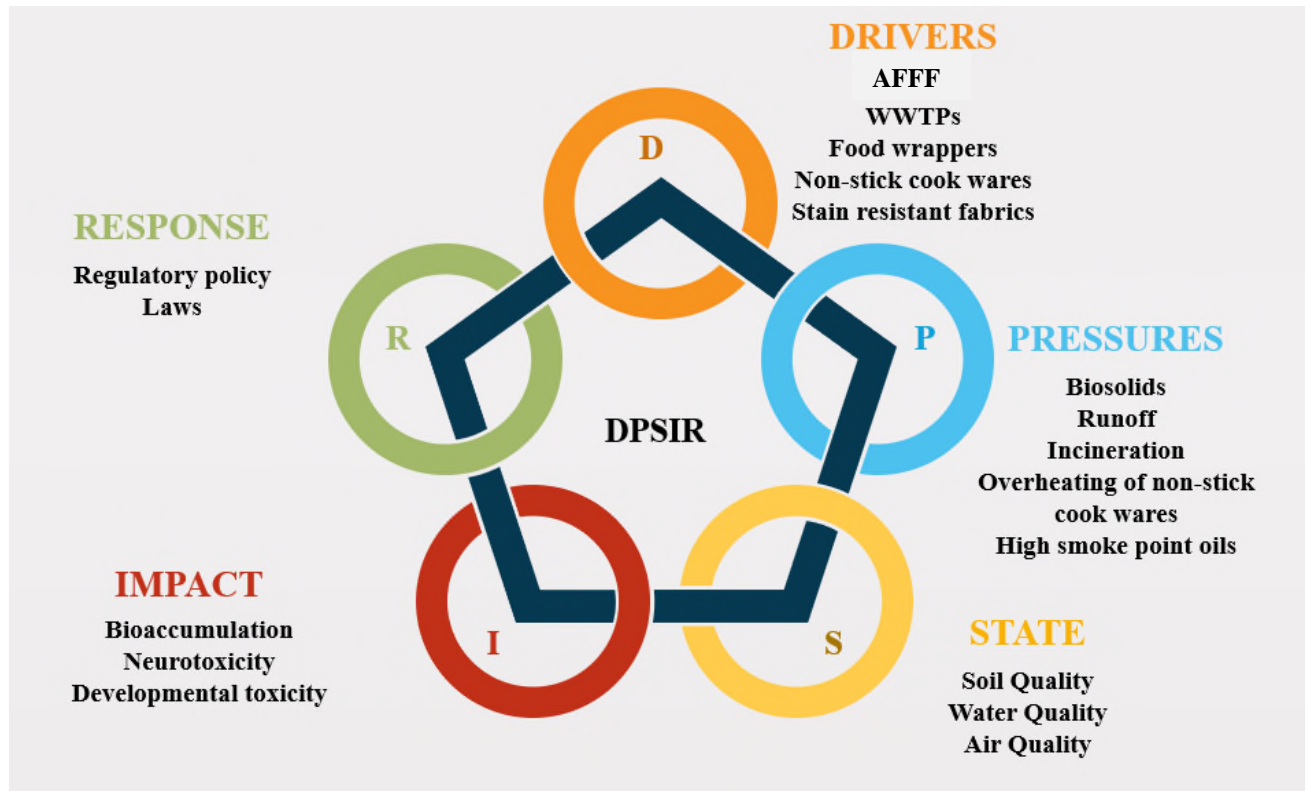 DRIVERS
AFFF
WWTPs
Food wrappers
Non-stick cook wares
Stain resistant fabrics
D
RESPONSE
Regulatory policy
Laws
R
P
PRESSURES
Biosolids
Runoff
Incineration
Overheating of non-stick
cook wares
High smoke point oils
DPSIR
IMPACT
Bioaccumulation
Neurotoxicity
Developmental toxicity
I
S
STATE
Soil Quality
Water Quality
Air Quality